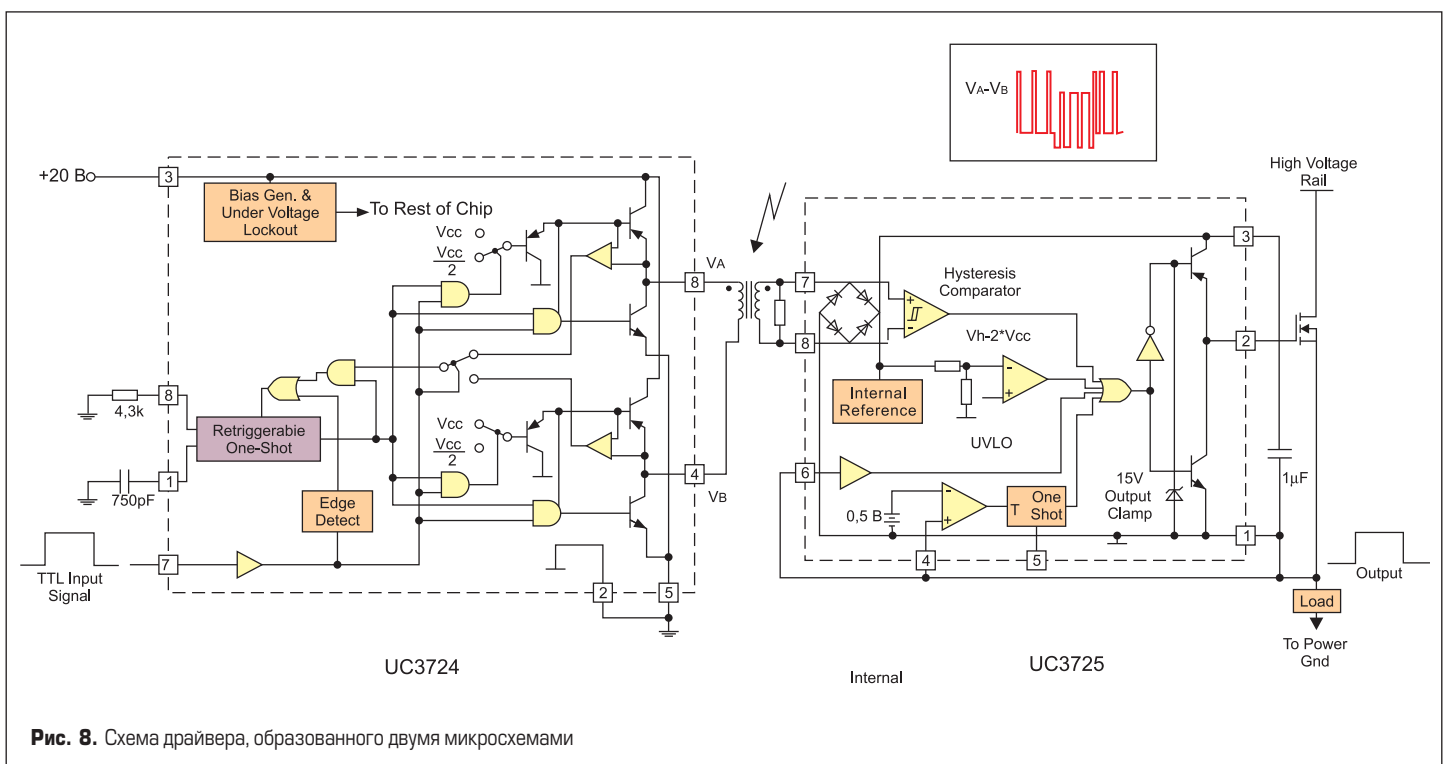 VA-VB
+20 В
3
Bias Gen. &
Under Voltage
Lockout
To Rest of Chip
Vcc
Vcc
2
8
VA
8
4,3k
Retriggerable
One-Shot
1
750pF
Edge
Detect
Vcc
Vcc
2
4
VB
7
TTL Input
Signal
2
5
UC3724
High Voltage
Rail
7
8
Hysteresis
Comparator
+
-
3
Vh-2*Vcc
Internal
Reference
-
+
UVLO
2
6
0,5 В
-
+
T
One
Shot
15V
Output
Clamp
1µF
1
4
5
Output
Load
To Power
Gnd
Internal
UC3725
Рис. 8. Схема драйвера, образованного двумя микросхемами